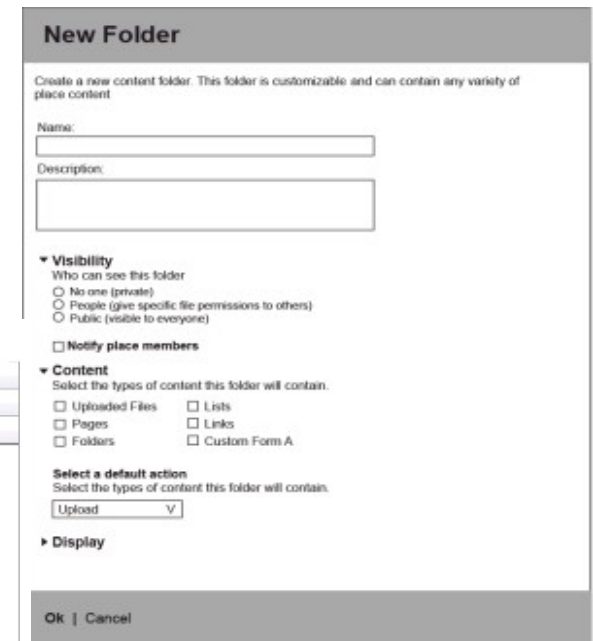 New Folder
Create a new content folder. This folder is customizable and can contain any variety of
place content
Name:
Description:
Visibility
Who can see this folder
No one (private)
People (give specific file permissions to others)
Public (visible to everyone)
Notify place members
Content
Select the types of content this folder will contain.
Uploaded Files Lists
Pages Links
Folders Custom Form A
Select a default action
Select the types of content this folder will contain.
Upload V
Display
Ok | Cancel